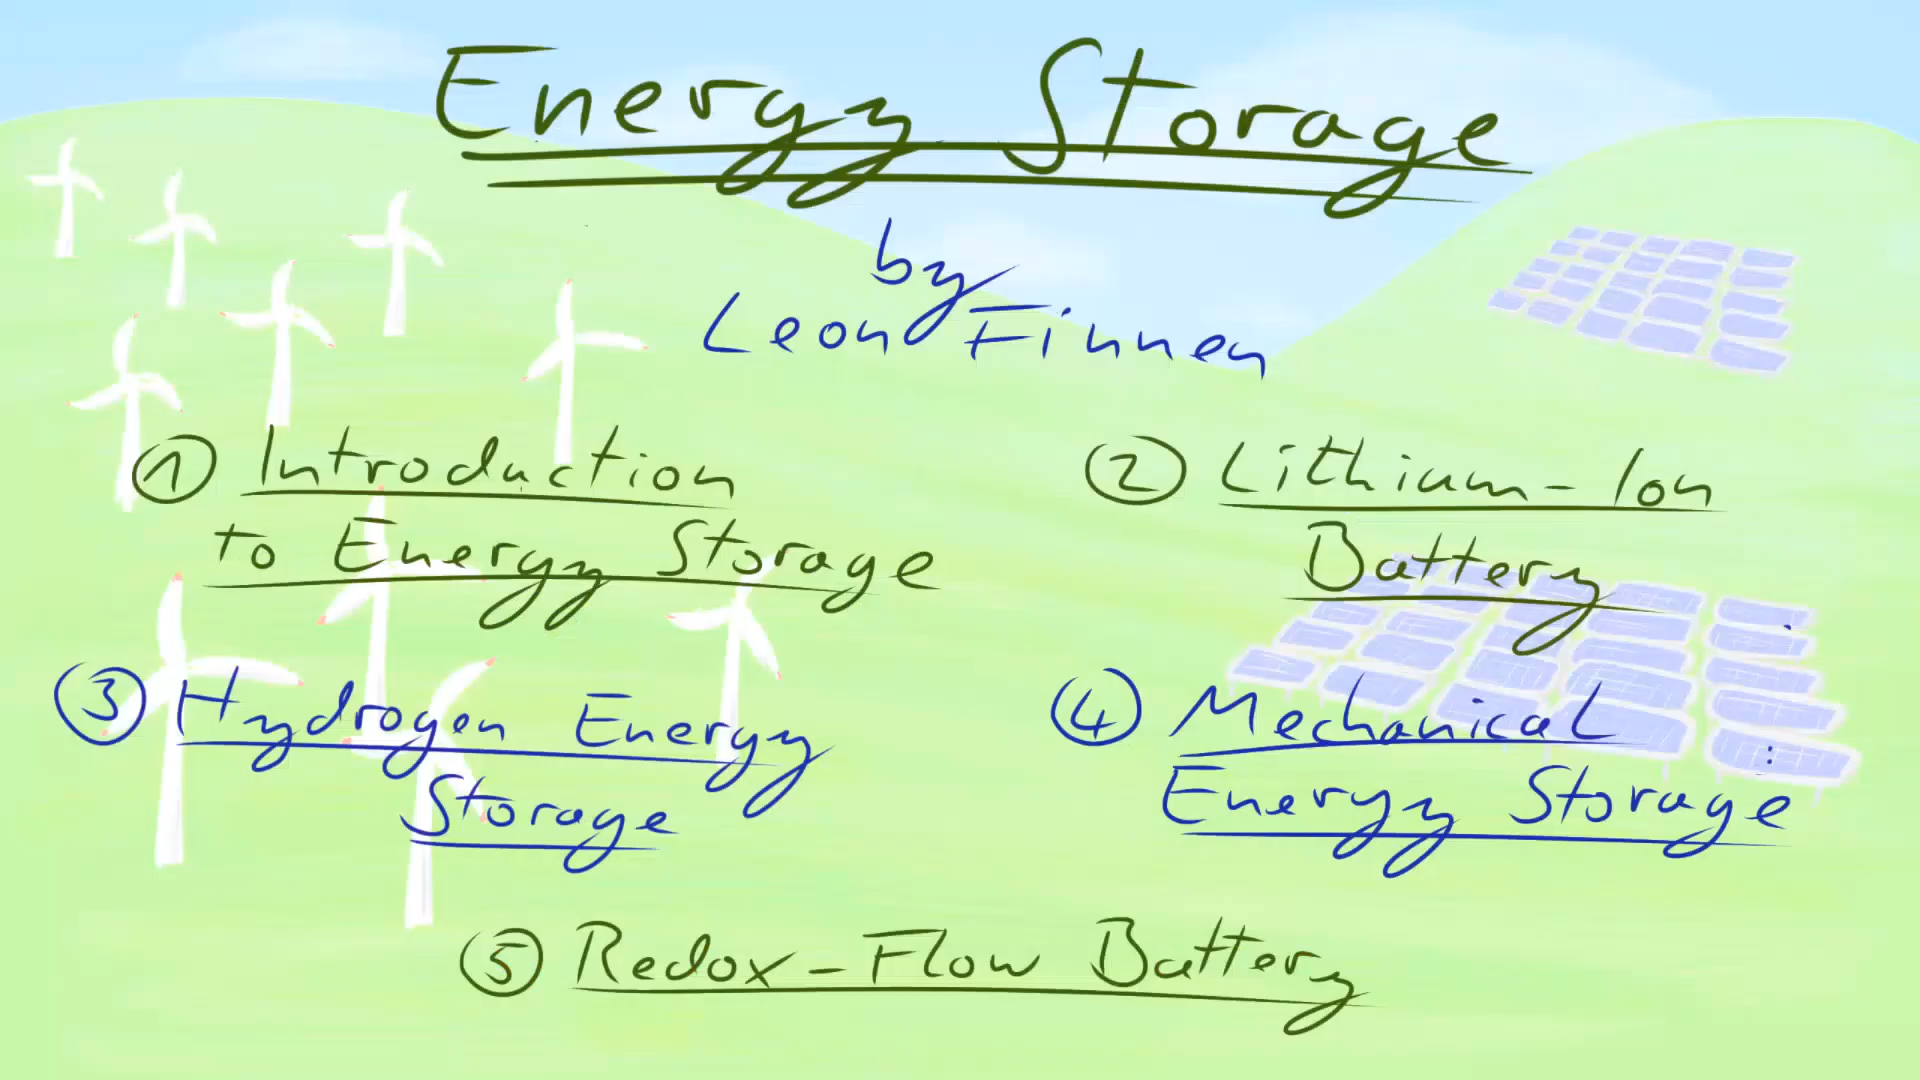 Energy Storage
by
Leon Finnen
① Introduction
to Energy Storage
② Lithium-Ion
Battery
③ Hydrogen Energy
Storage
④ Mechanical
Energy Storage
⑤ Redox-Flow Battery